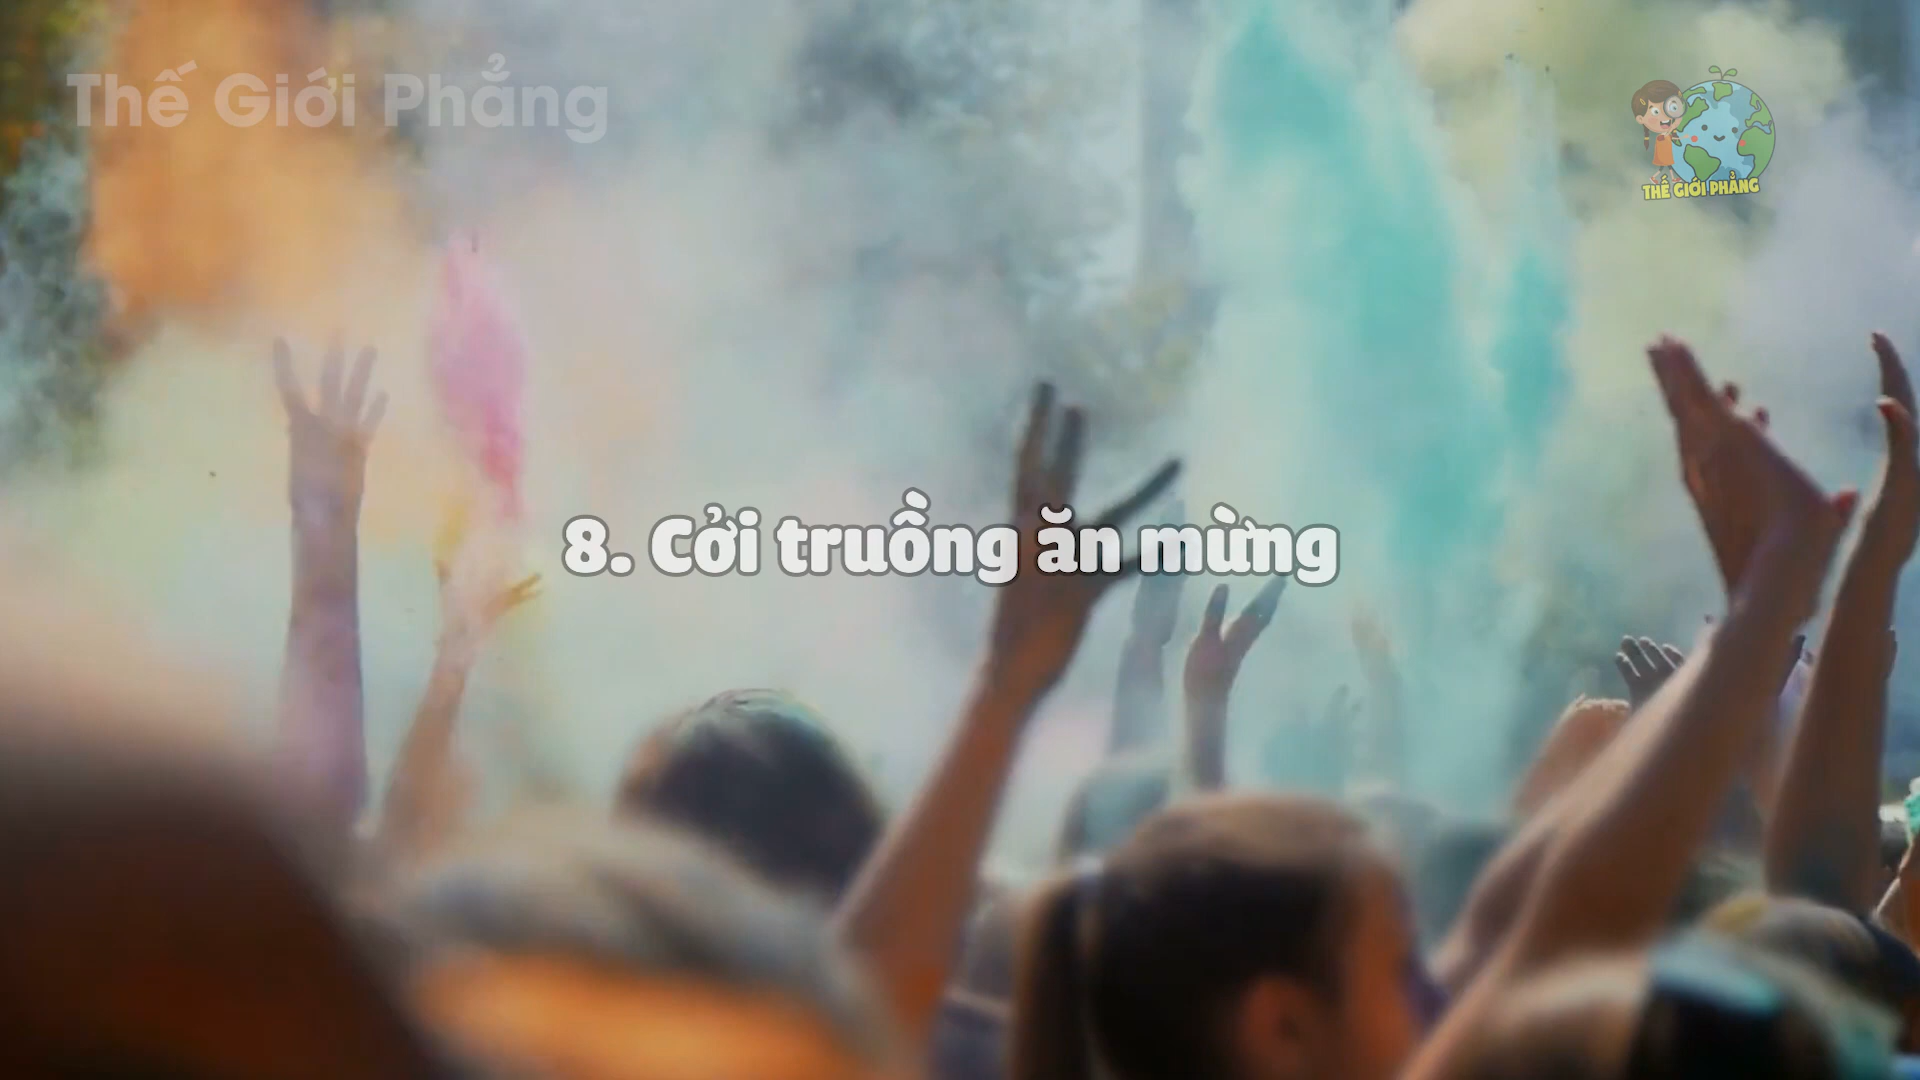 Thế Giới Phẳng
THẾ GIỚI PHẲNG
8. Cởi truồng ăn mừng